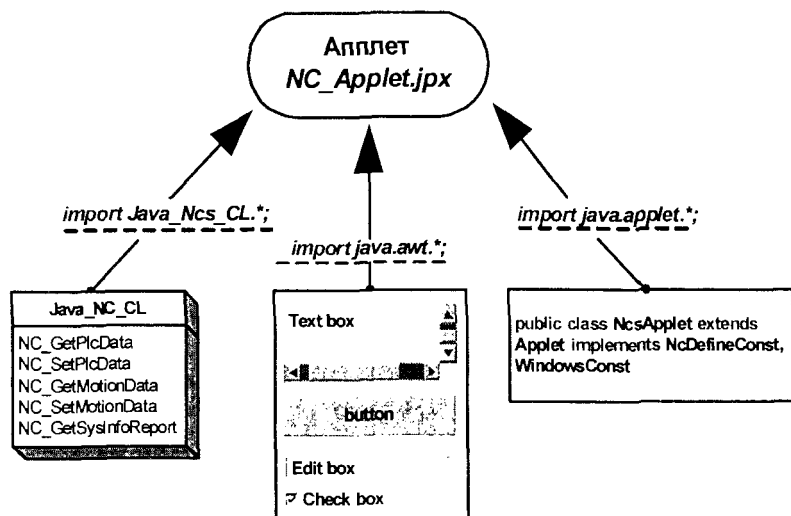 Апплет
NC_Applet.jpx
import Java_Ncs_CL.*;
import java.awt.*;
import java.applet.*;
Java_NC_CL
NC_GetPlcData
NC_SetPlcData
NC_GetMotionData
NC_SetMotionData
NC_GetSysInfoReport
Text box
button
Edit box
Check box
public class NcsApplet extends
Applet implements NcDefineConst,
WindowsConst